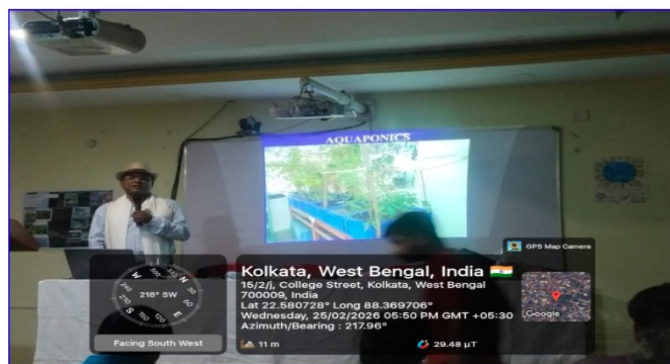 AQUAPONICS
GPS Map Camera
Kolkata, West Bengal, India
15/2/j, College Street, Kolkata, West Bengal
700009, India
Lat 22.580728° Long 88.369706°
Wednesday, 25/02/2026 05:50 PM GMT +05:30
Azimuth/Bearing : 217.96°
11 m
29.48 µT
Google
218° SW
Facing South West